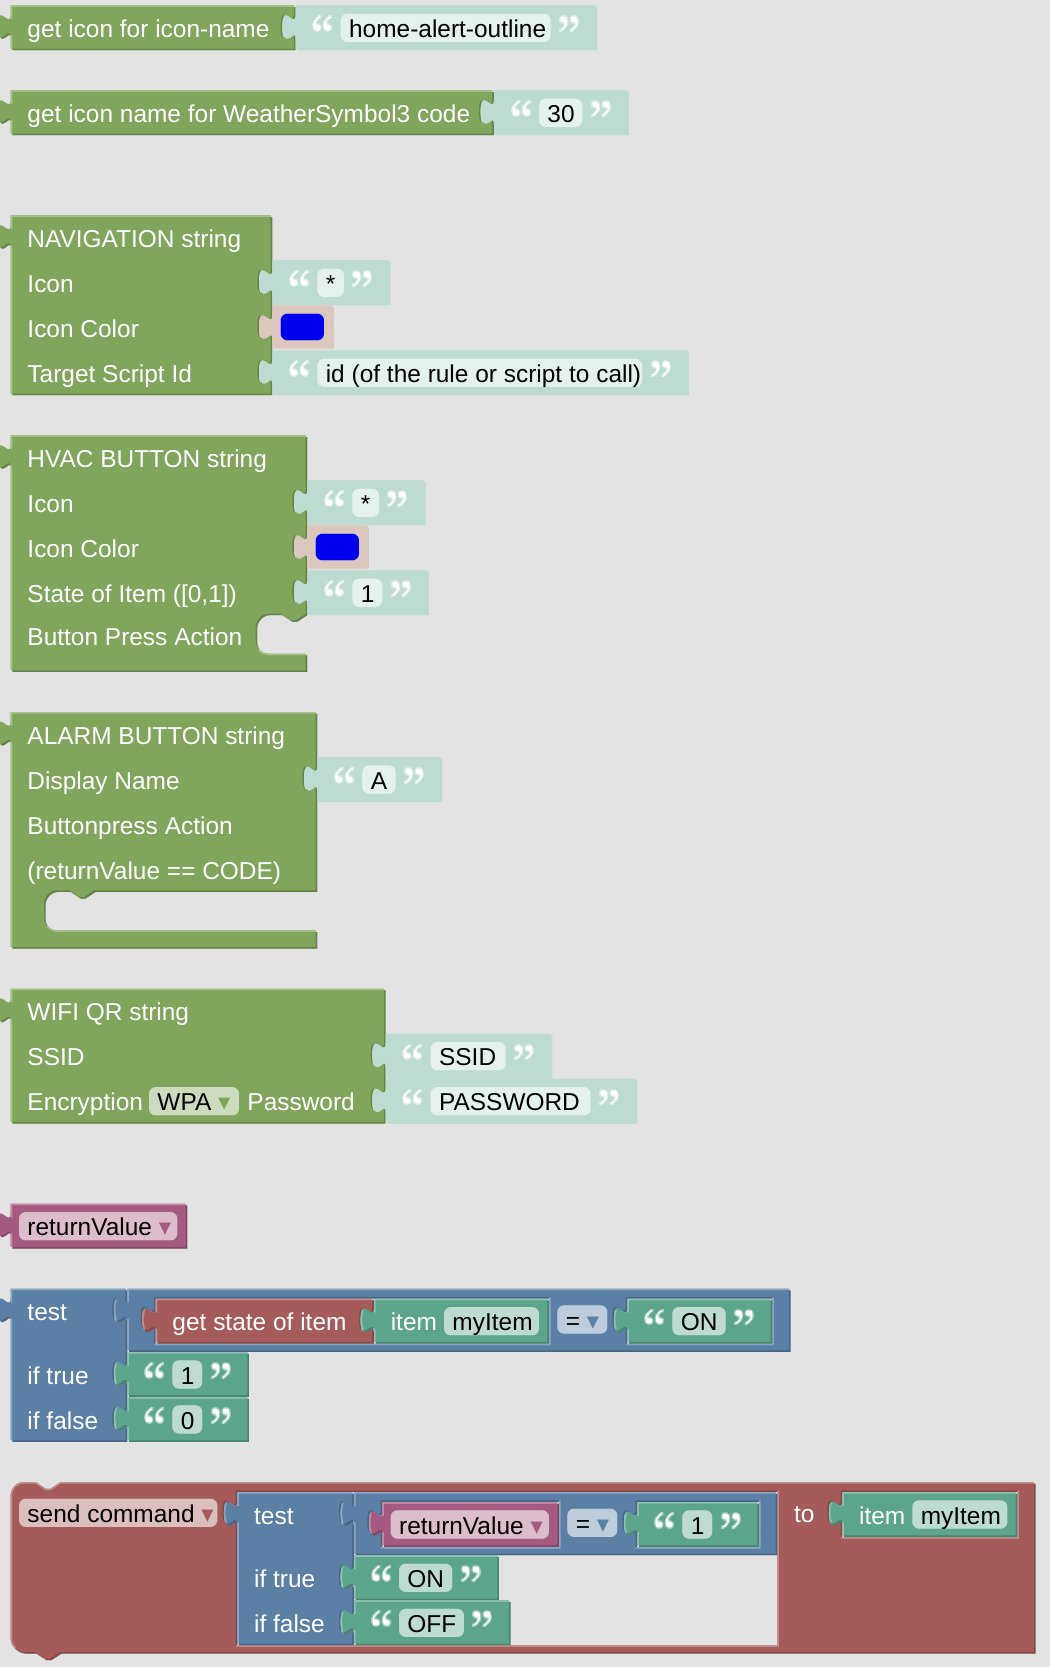 get icon for icon-name “ home-alert-outline ”
get icon name for WeatherSymbol3 code “ 30 ”
NAVIGATION string
Icon “ * ”
Icon Color
Target Script Id “ id (of the rule or script to call) ”
HVAC BUTTON string
Icon “ * ”
Icon Color
State of Item ([0,1]) “ 1 ”
Button Press Action
ALARM BUTTON string
Display Name “ A ”
Buttonpress Action
(returnValue == CODE)
WIFI QR string
SSID “ SSID ”
Encryption WPA ▾ Password “ PASSWORD ”
returnValue ▾
test get state of item item myItem = ▾ “ ON ”
if true “ 1 ”
if false “ 0 ”
send command ▾ test returnValue ▾ = ▾ “ 1 ” to item myItem
if true “ ON ”
if false “ OFF ”